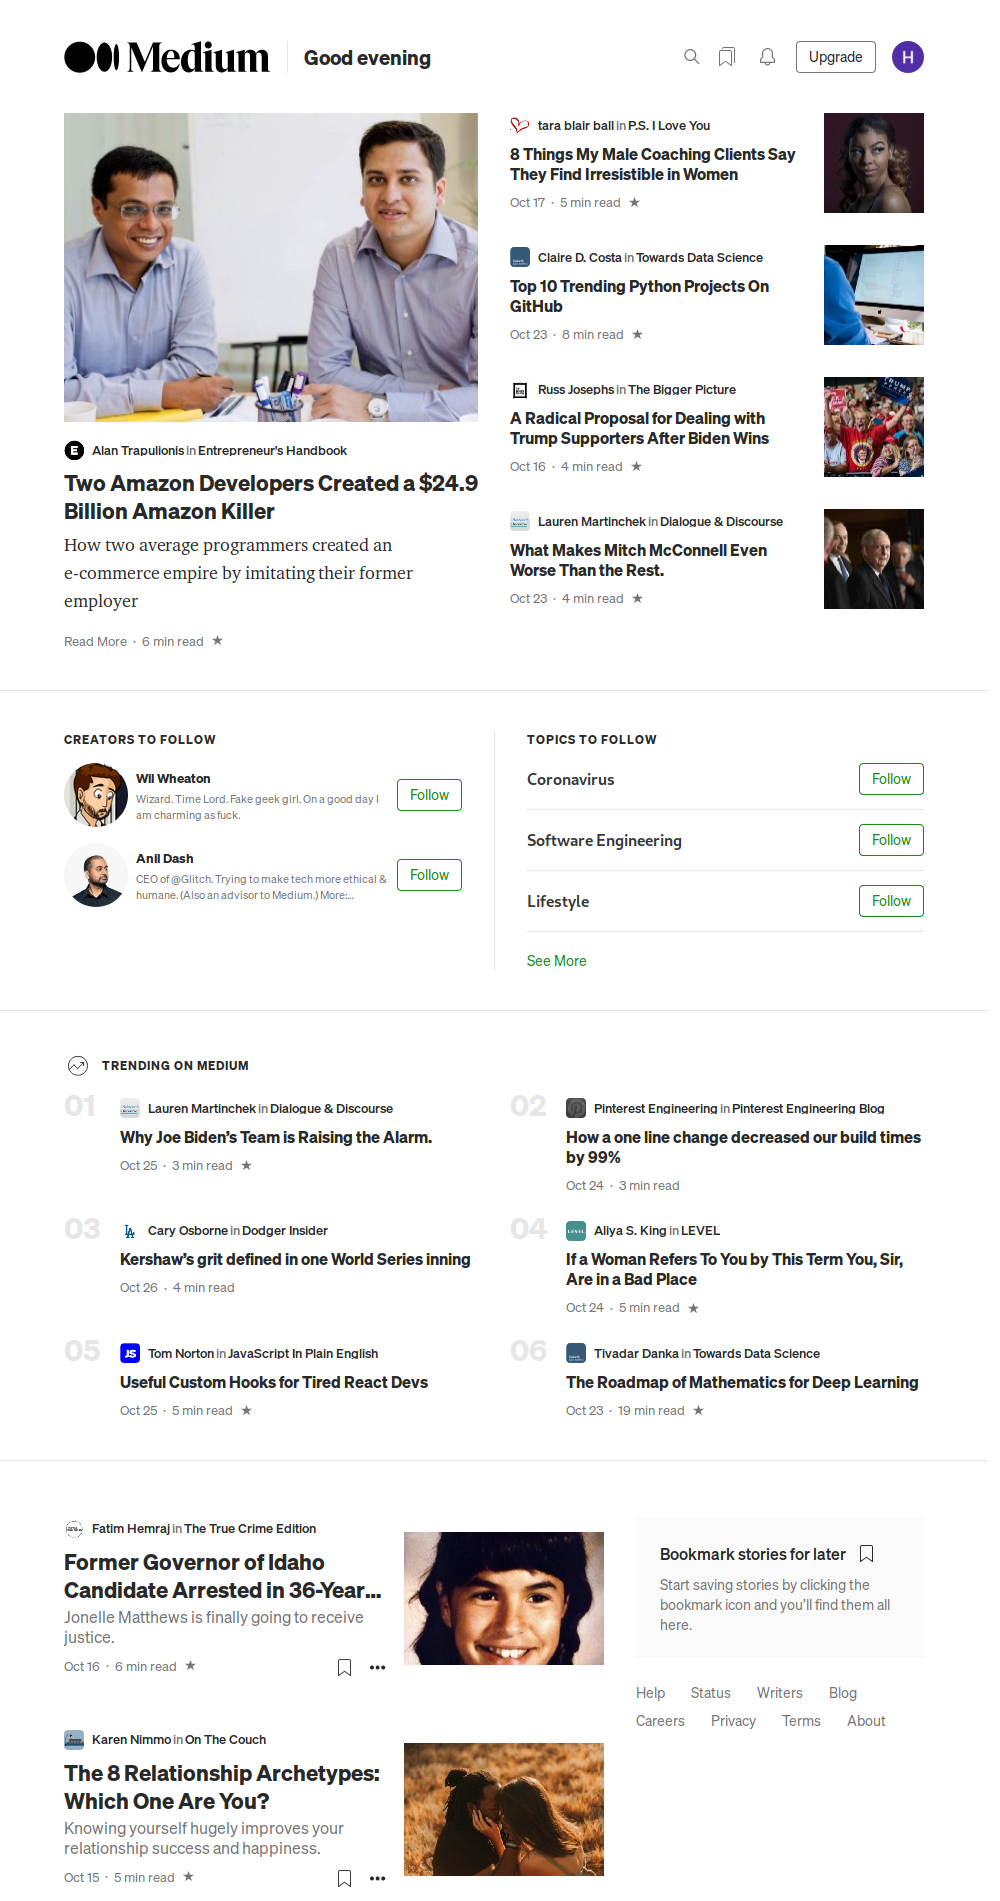 Medium
Good evening
Upgrade
H
Alan Trapulionis in Entrepreneur's Handbook
Two Amazon Developers Created a $24.9
Billion Amazon Killer
How two average programmers created an
e-commerce empire by imitating their former
employer
Read More · 6 min read ★
tara blair ball in P.S. I Love You
8 Things My Male Coaching Clients Say
They Find Irresistible in Women
Oct 17 · 5 min read ★
Claire D. Costa in Towards Data Science
Top 10 Trending Python Projects On
GitHub
Oct 23 · 8 min read ★
Russ Josephs in The Bigger Picture
A Radical Proposal for Dealing with
Trump Supporters After Biden Wins
Oct 16 · 4 min read ★
TRUMP
Lauren Martinchek in Dialogue & Discourse
What Makes Mitch McConnell Even
Worse Than the Rest.
Oct 23 · 4 min read ★
CREATORS TO FOLLOW
Wil Wheaton
Wizard. Time Lord. Fake geek girl. On a good day I
am charming as fuck.
Follow
Anil Dash
CEO of @Glitch. Trying to make tech more ethical &
humane. (Also an advisor to Medium.) More:...
Follow
TOPICS TO FOLLOW
Coronavirus
Follow
Software Engineering
Follow
Lifestyle
Follow
See More
TRENDING ON MEDIUM
01
Lauren Martinchek in Dialogue & Discourse
Why Joe Biden’s Team is Raising the Alarm.
Oct 25 · 3 min read ★
02
Pinterest Engineering in Pinterest Engineering Blog
How a one line change decreased our build times
by 99%
Oct 24 · 3 min read
03
LA
Cary Osborne in Dodger Insider
Kershaw’s grit defined in one World Series inning
Oct 26 · 4 min read
04
LEVEL
Aliya S. King in LEVEL
If a Woman Refers To You by This Term You, Sir,
Are in a Bad Place
Oct 24 · 5 min read ★
05
JS
Tom Norton in JavaScript In Plain English
Useful Custom Hooks for Tired React Devs
Oct 25 · 5 min read ★
06
Tivadar Danka in Towards Data Science
The Roadmap of Mathematics for Deep Learning
Oct 23 · 19 min read ★
Fatim Hemraj in The True Crime Edition
Former Governor of Idaho
Candidate Arrested in 36-Year...
Jonelle Matthews is finally going to receive
justice.
Oct 16 · 6 min read ★
Karen Nimmo in On The Couch
The 8 Relationship Archetypes:
Which One Are You?
Knowing yourself hugely improves your
relationship success and happiness.
Oct 15 · 5 min read ★
Bookmark stories for later
Start saving stories by clicking the
bookmark icon and you’ll find them all
here.
Help Status Writers Blog
Careers Privacy Terms About